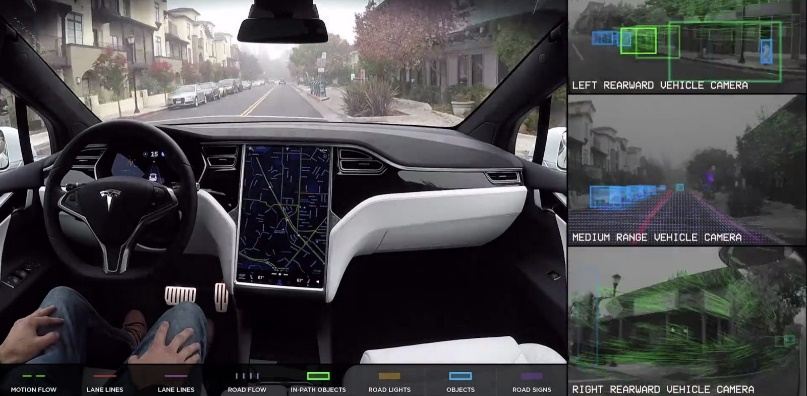 LEFT REARWARD VEHICLE CAMERA
15
MEDIUM RANGE VEHICLE CAMERA
RIGHT REARWARD VEHICLE CAMERA
MOTION FLOW
LANE LINES
LANE LINES
ROAD FLOW
IN-PATH OBJECTS
ROAD LIGHTS
OBJECTS
ROAD SIGNS